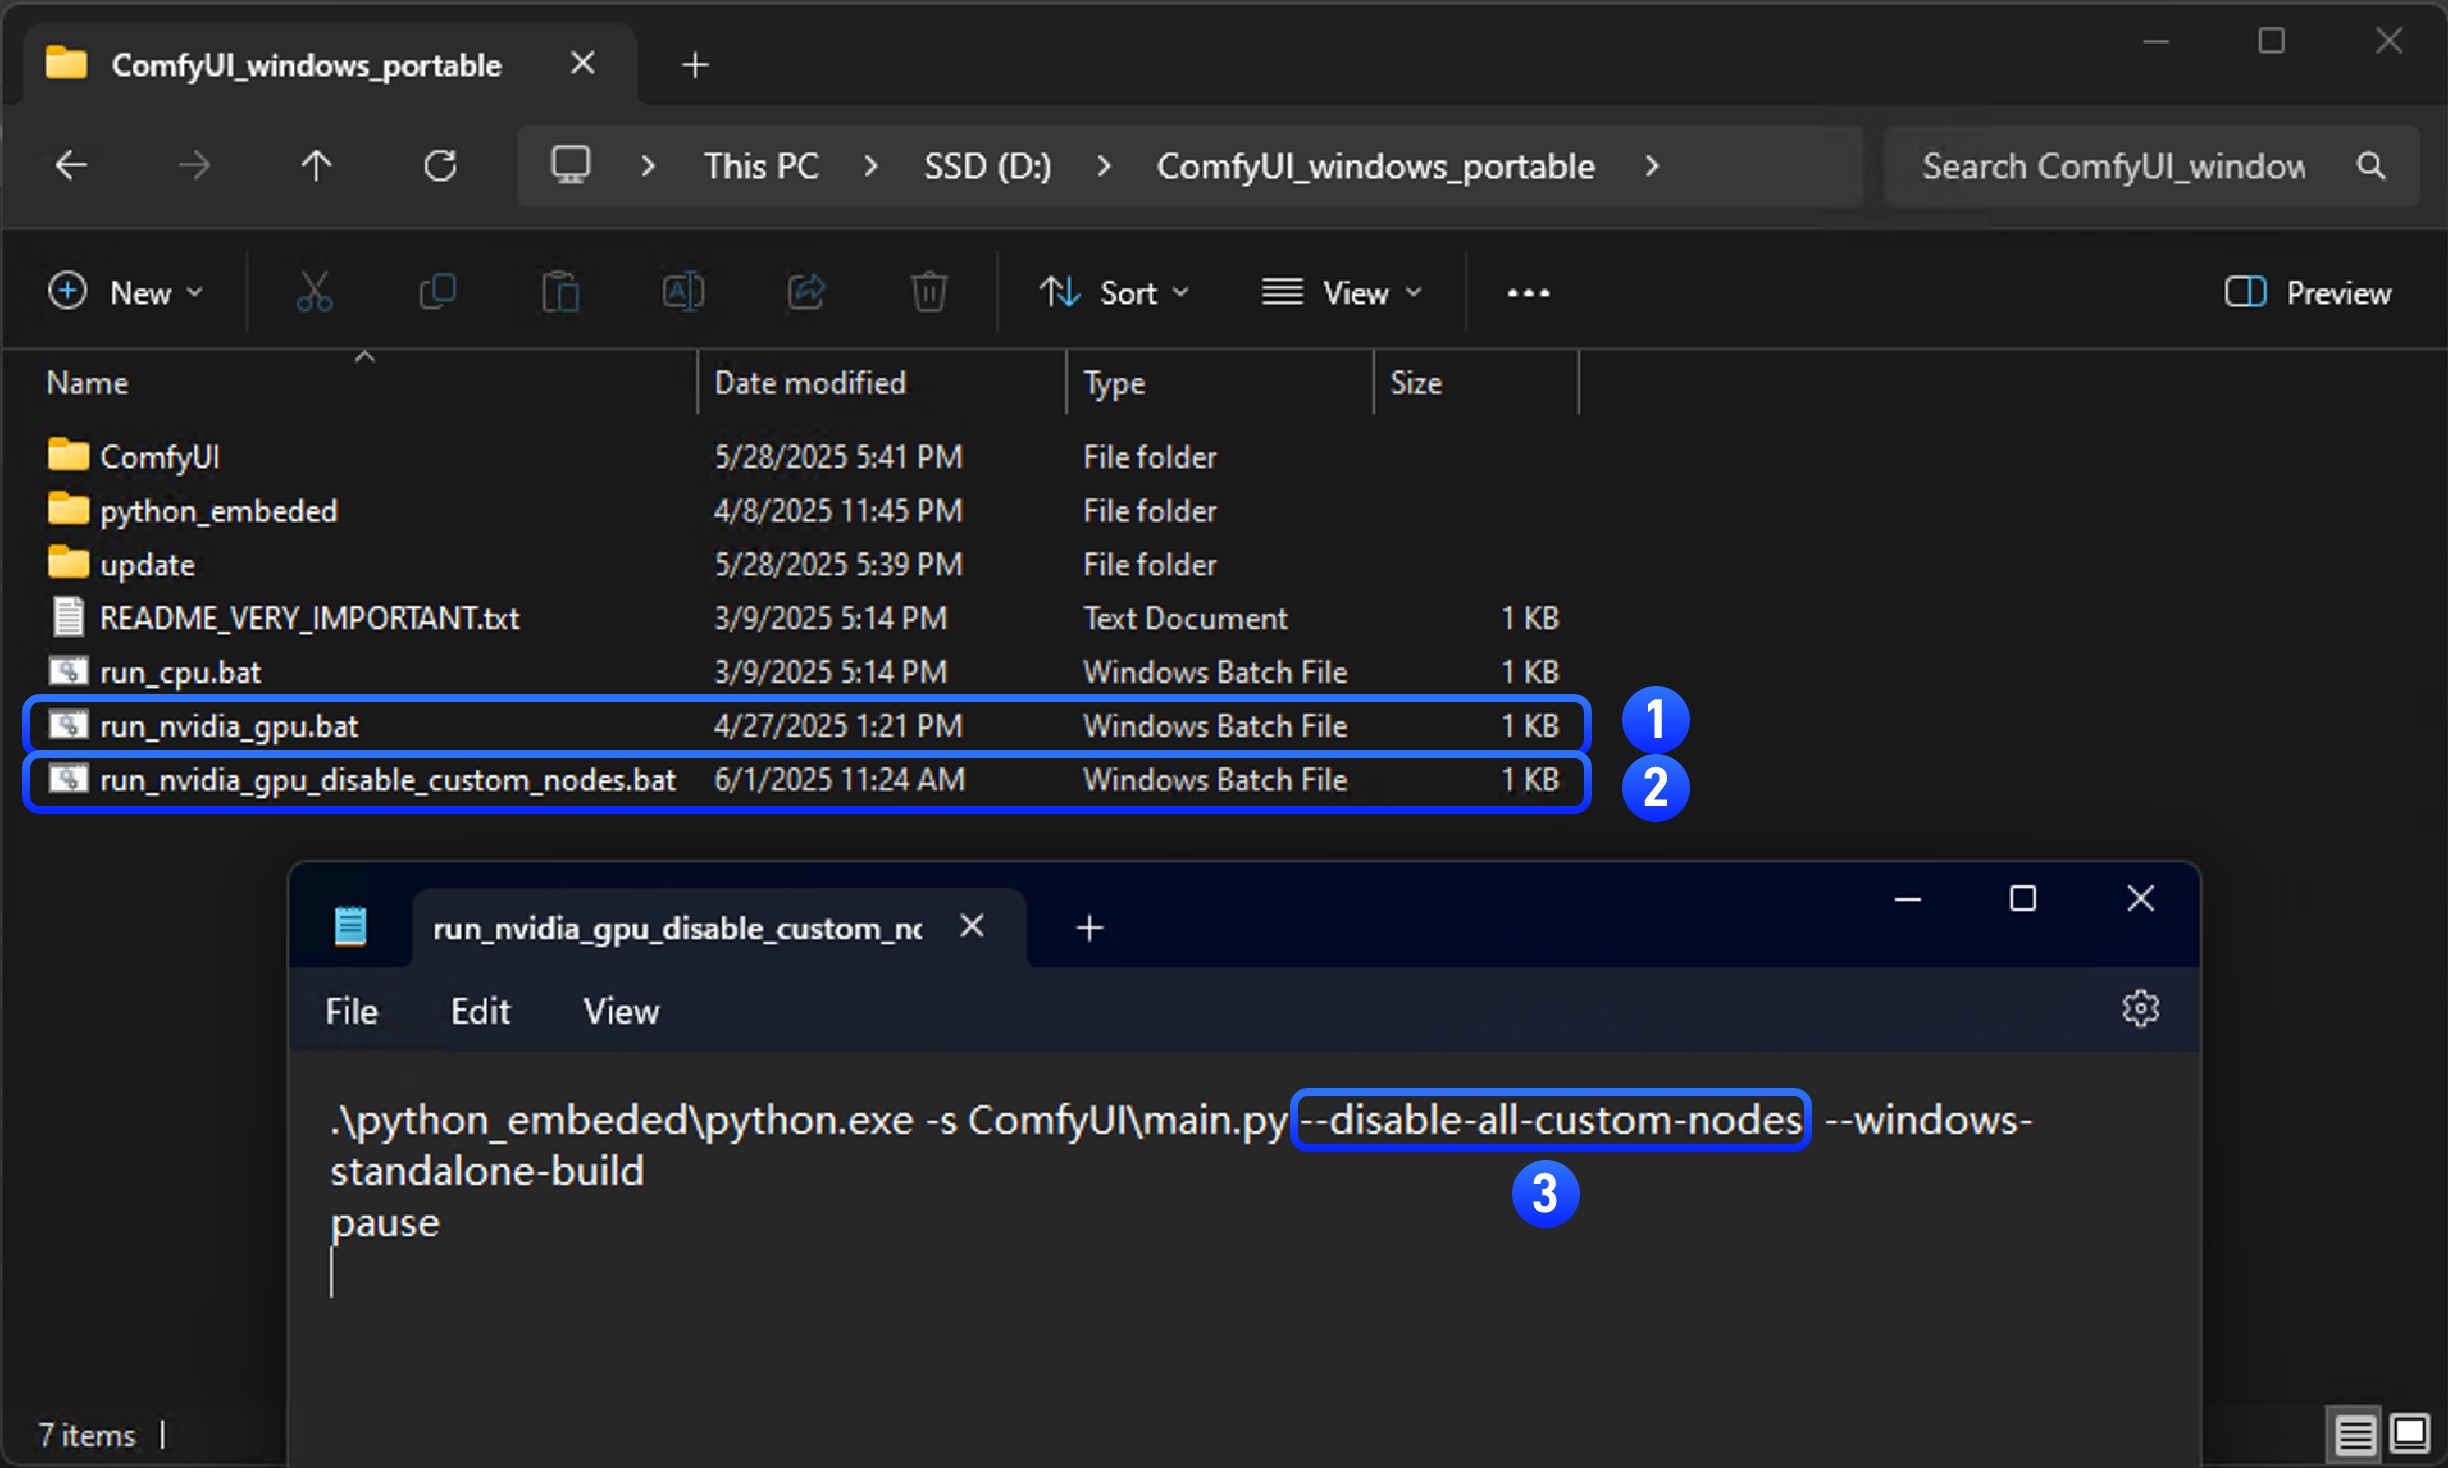 ComfyUI_windows_portable
This PC > SSD (D:) > ComfyUI_windows_portable >
Search ComfyUI_window
New
Sort
View
Preview
Name Date modified Type Size
ComfyUI 5/28/2025 5:41 PM File folder
python_embeded 4/8/2025 11:45 PM File folder
update 5/28/2025 5:39 PM File folder
README_VERY_IMPORTANT.txt 3/9/2025 5:14 PM Text Document 1 KB
run_cpu.bat 3/9/2025 5:14 PM Windows Batch File 1 KB
run_nvidia_gpu.bat 4/27/2025 1:21 PM Windows Batch File 1 KB 1
run_nvidia_gpu_disable_custom_nodes.bat 6/1/2025 11:24 AM Windows Batch File 1 KB 2
run_nvidia_gpu_disable_custom_nc
File Edit View
.\python_embeded\python.exe -s ComfyUI\main.py --disable-all-custom-nodes --windows-
standalone-build
3
pause
7 items